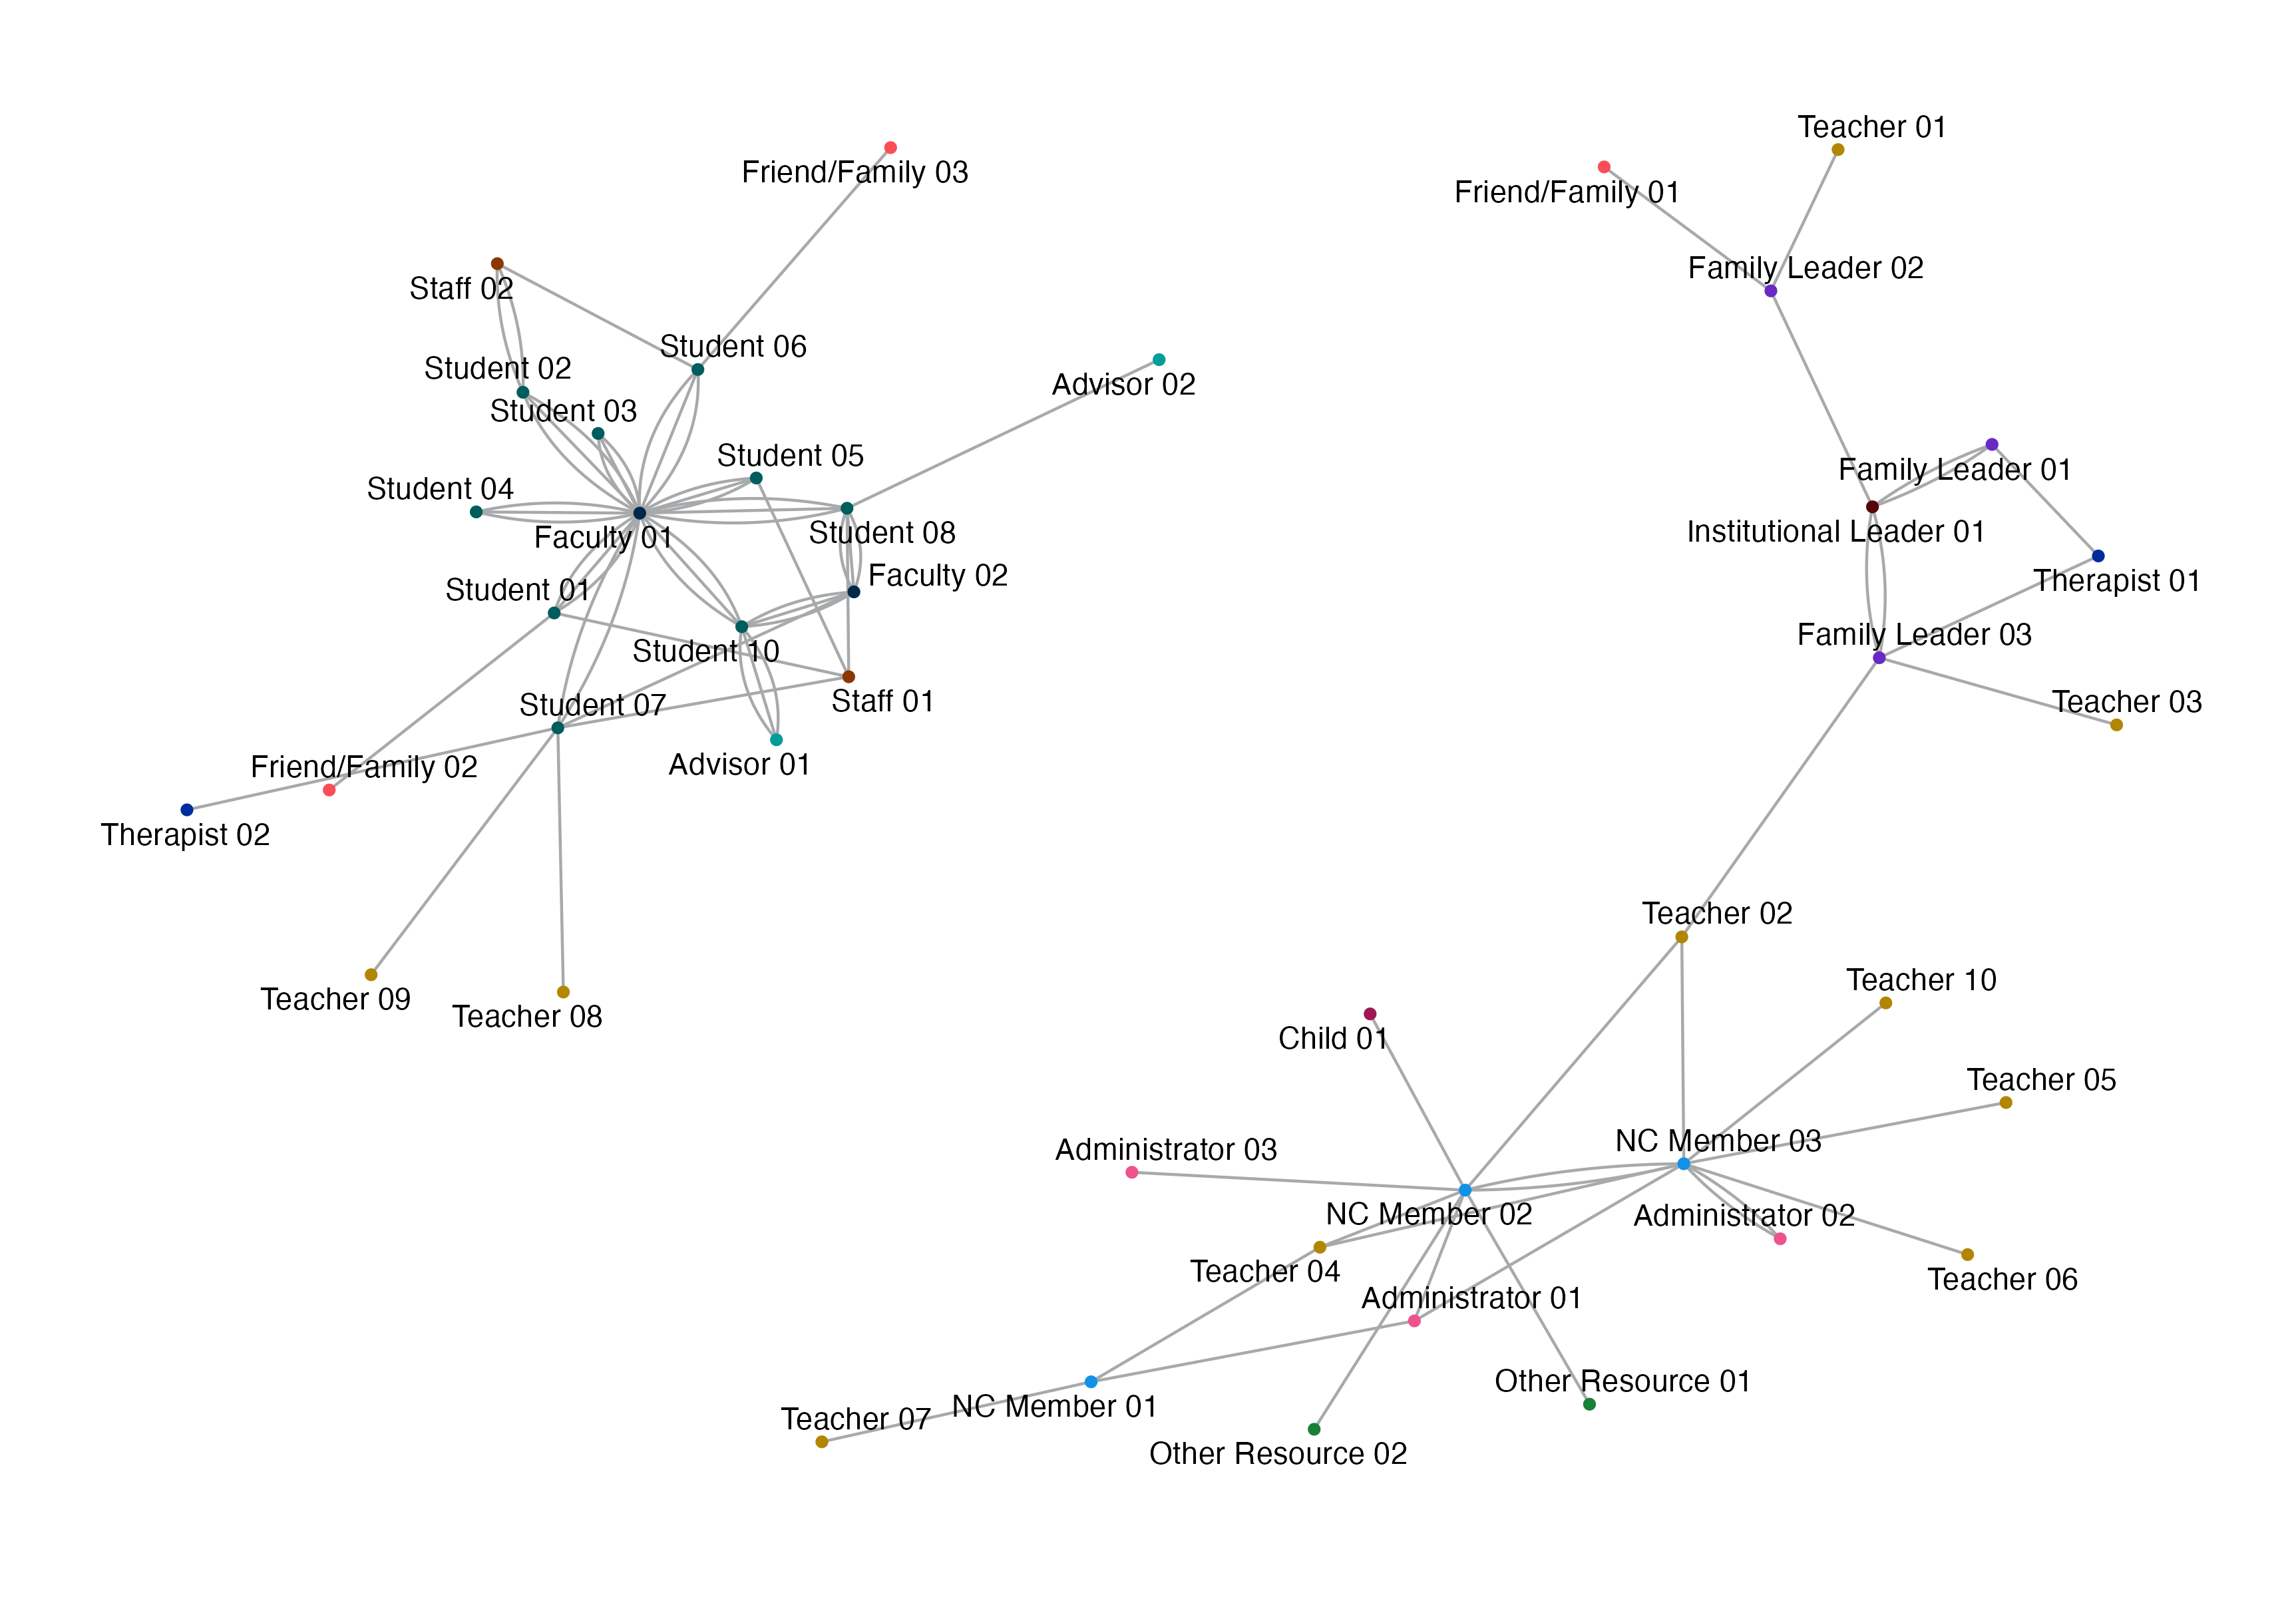 Teacher 01
Friend/Family 03
Friend/Family 01
Family Leader 02
Staff 02
Student 06
Student 02
Advisor 02
Student 03
Student 05
Family Leader 01
Student 04
Institutional Leader 01
Student 08
Faculty 01
Faculty 02
Therapist 01
Student 01
Family Leader 03
Student 10
Staff 01
Teacher 03
Student 07
Advisor 01
Friend/Family 02
Therapist 02
Teacher 02
Teacher 10
Teacher 09
Teacher 08
Child 01
Teacher 05
NC Member 03
Administrator 03
NC Member 02
Administrator 02
Teacher 04
Teacher 06
Administrator 01
Other Resource 01
NC Member 01
Teacher 07
Other Resource 02